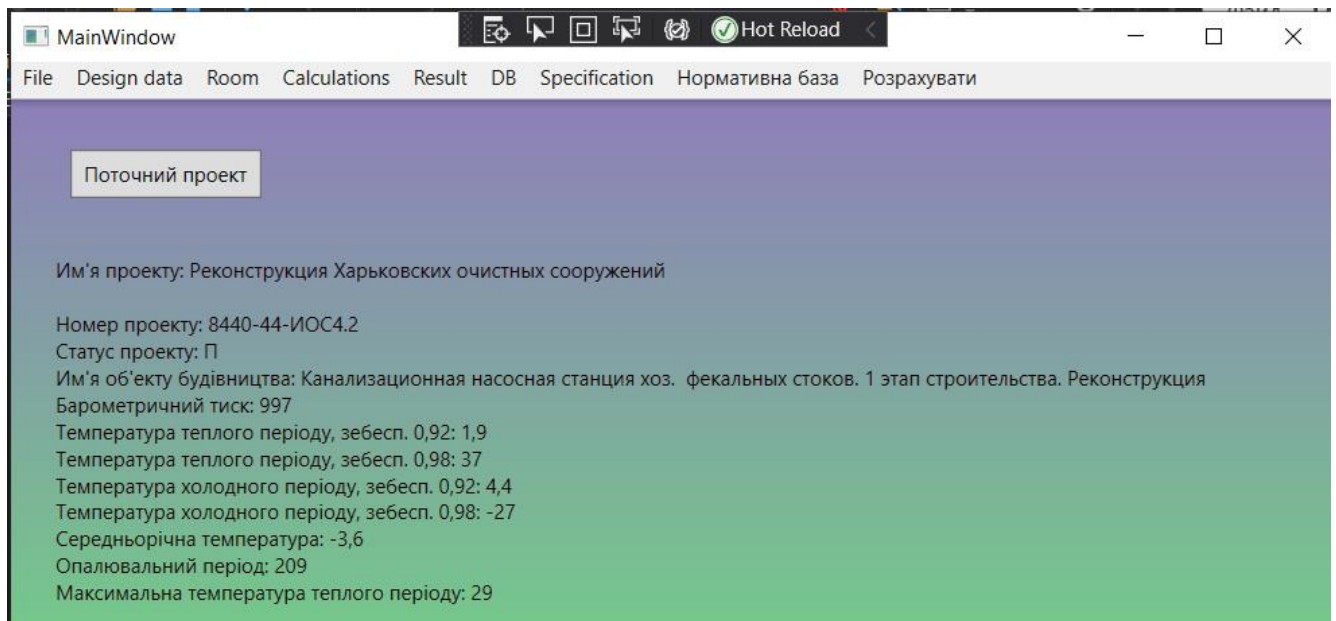 MainWindow
Hot Reload
File Design data Room Calculations Result DB Specification Нормативна база Розрахувати
Поточний проект
Им'я проекту: Реконструкция Харьковских очистных сооружений
Номер проекту: 8440-44-ИОС4.2
Статус проекту: П
Им'я об'екту будівництва: Канализационная насосная станция хоз.  фекальных стоков. 1 этап строительства. Реконструкция
Барометричний тиск: 997
Температура теплого періоду, зебесп. 0,92: 1,9
Температура теплого періоду, зебесп. 0,98: 37
Температура холодного періоду, зебесп. 0,92: 4,4
Температура холодного періоду, зебесп. 0,98: -27
Середньорічна температура: -3,6
Опалювальний період: 209
Максимальна температура теплого періоду: 29